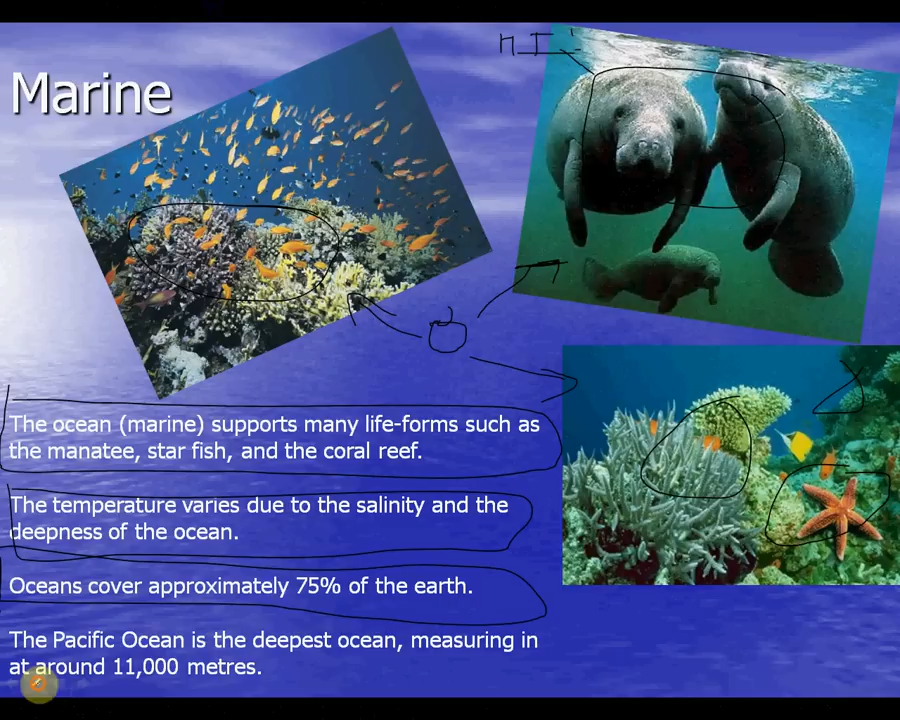 Marine
The ocean (marine) supports many life-forms such as
the manatee, star fish, and the coral reef.
The temperature varies due to the salinity and the
deepness of the ocean.
Oceans cover approximately 75% of the earth.
The Pacific Ocean is the deepest ocean, measuring in
at around 11,000 metres.